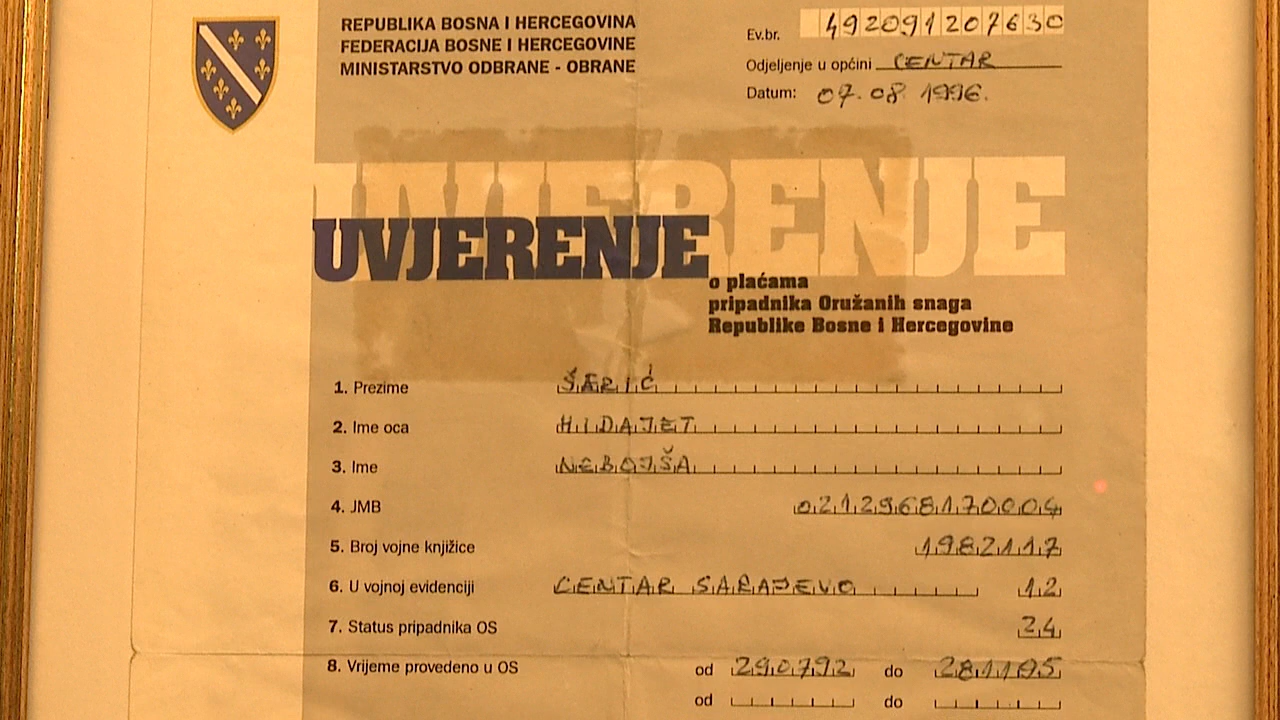 REPUBLIKA BOSNA I HERCEGOVINA
FEDERACIJA BOSNE I HERCEGOVINE
MINISTARSTVO ODBRANE - OBRANE
Ev.br. 492091207630
Odjeljenje u općini CENTAR
Datum: 07.08 1996.
UVJERENJE
UVJERENJE
o plaćama
pripadnika Oružanih snaga
Republike Bosne i Hercegovine
1. Prezime ŠARIĆ
2. Ime oca HIDAJET
3. Ime NEBOJŠA
4. JMB 0212968170004
5. Broj vojne knjižice 1982117
6. U vojnoj evidenciji CENTAR SARAJEVO 12
7. Status pripadnika OS 24
8. Vrijeme provedeno u OS od 290792 do 281195
od do